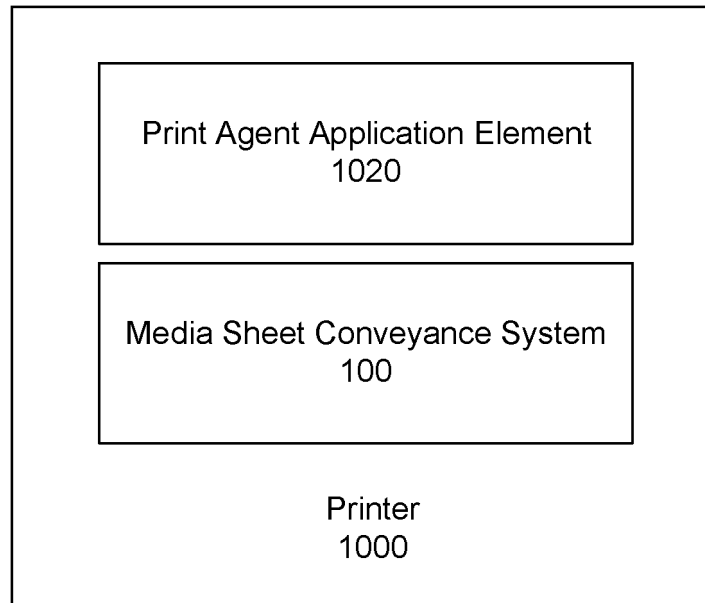 Print Agent Application Element
1020
Media Sheet Conveyance System
100
Printer
1000